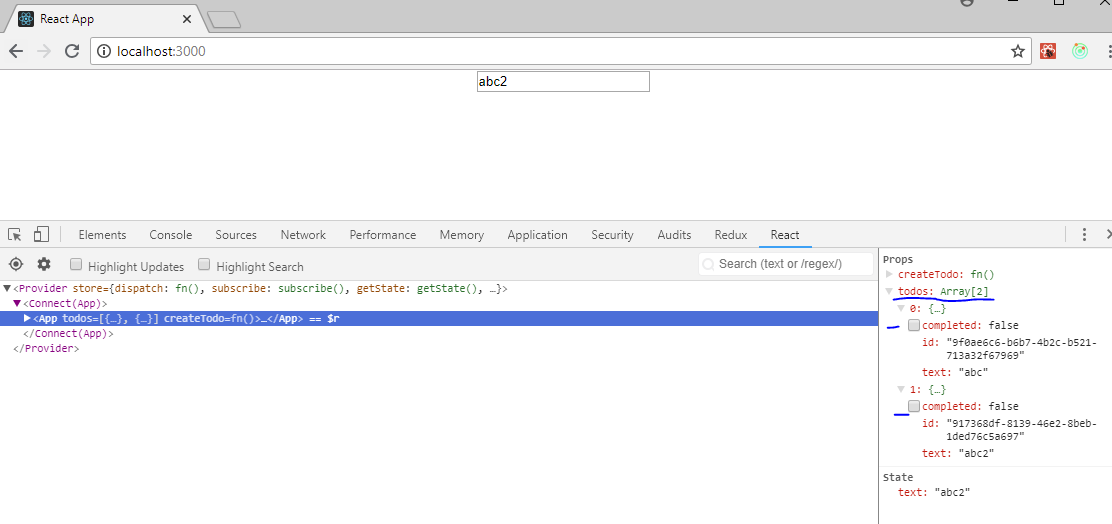 React App
localhost:3000
abc2
Elements Console Sources Network Performance Memory Application Security Audits Redux React
Highlight Updates Highlight Search Search (text or /regex/)
<Provider store={dispatch: fn(), subscribe: subscribe(), getState: getState(), …}>
<Connect(App)>
<App todos=[{…}, {…}] createTodo=fn()>…</App> == $r
</Connect(App)>
</Provider>
Props
createTodo: fn()
todos: Array[2]
0: {…}
completed: false
id: "9f0ae6c6-b6b7-4b2c-b521-
713a32f67969"
text: "abc"
1: {…}
completed: false
id: "917368df-8139-46e2-8beb-
1ded76c5a697"
text: "abc2"
State
text: "abc2"